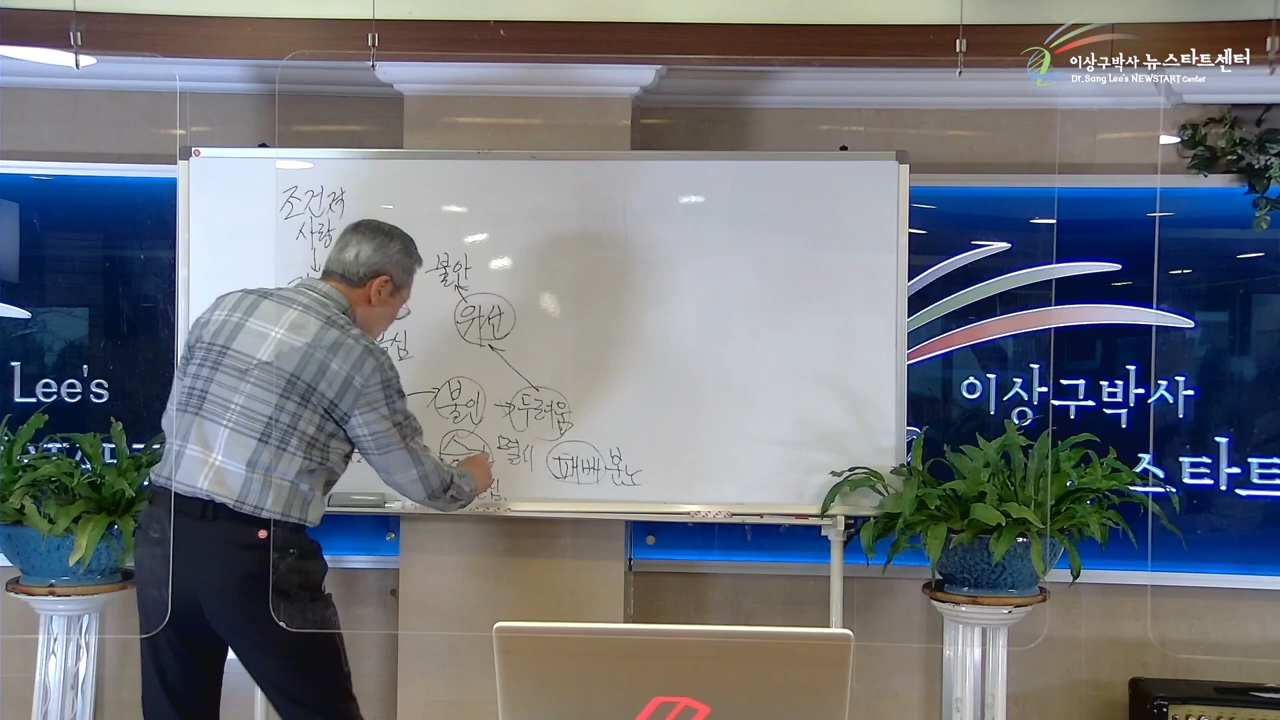 이상구박사 뉴스타트센터
Dr. Sang Lee's NEWSTART Center
조건적
사랑
불안
위선
불신
두려움
멸시
패배 분노
Lee's
이상구박사
스타트